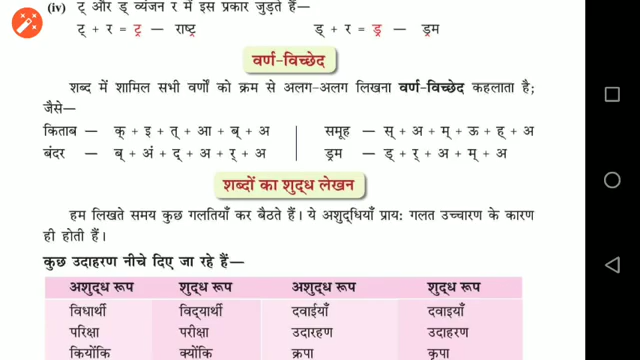 (iv) ट् और ड् व्यंजन र में इस प्रकार जुड़ते हैं—
ट् + र = ट्र — राष्ट्र ड् + र = ड्र — ड्रम
वर्ण-विच्छेद
शब्द में शामिल सभी वर्णों को क्रम से अलग-अलग लिखना वर्ण-विच्छेद कहलाता है;
जैसे—
किताब — क् + इ + त् + आ + ब् + अ समूह — स् + अ + म् + ऊ + ह् + अ
बंदर — ब् + अं + द् + अ + र् + अ ड्रम — ड् + र् + अ + म् + अ
शब्दों का शुद्ध लेखन
हम लिखते समय कुछ गलतियाँ कर बैठते हैं। ये अशुद्धियाँ प्राय: गलत उच्चारण के कारण
ही होती हैं।
कुछ उदाहरण नीचे दिए जा रहे हैं—
अशुद्ध रूप शुद्ध रूप अशुद्ध रूप शुद्ध रूप
विधार्थी विद्यार्थी दवाईयाँ दवाइयाँ
परिक्षा परीक्षा उदारहण उदाहरण
कियोंकि क्योंकि क्रपा कृपा